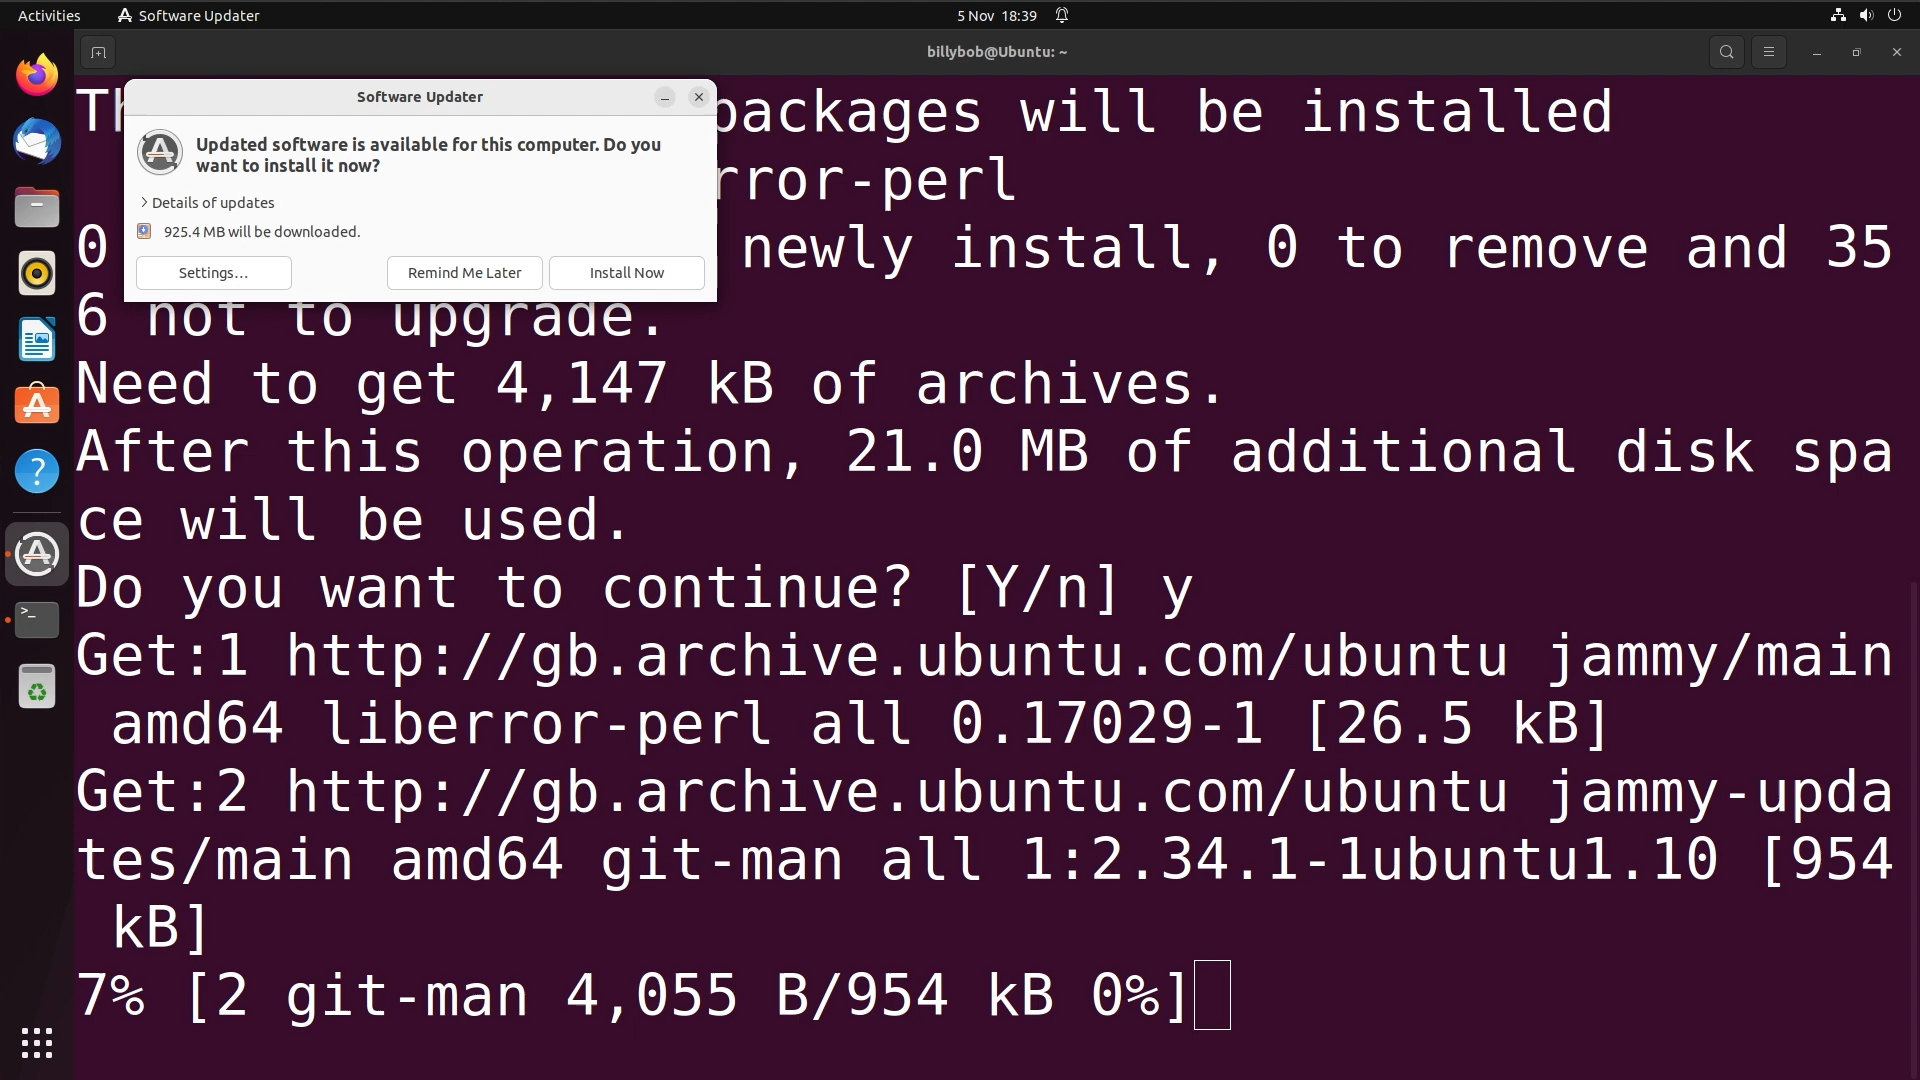 Activities
Software Updater
5 Nov 18:39
billybob@Ubuntu: ~
Software Updater
Updated software is available for this computer. Do you
want to install it now?
Details of updates
925.4 MB will be downloaded.
Settings…
Remind Me Later
Install Now
packages will be installed
rror-perl
0 newly install, 0 to remove and 35
6 not to upgrade.
Need to get 4,147 kB of archives.
After this operation, 21.0 MB of additional disk spa
ce will be used.
Do you want to continue? [Y/n] y
Get:1 http://gb.archive.ubuntu.com/ubuntu jammy/main
amd64 liberror-perl all 0.17029-1 [26.5 kB]
Get:2 http://gb.archive.ubuntu.com/ubuntu jammy-upda
tes/main amd64 git-man all 1:2.34.1-1ubuntu1.10 [954
kB]
7% [2 git-man 4,055 B/954 kB 0%]